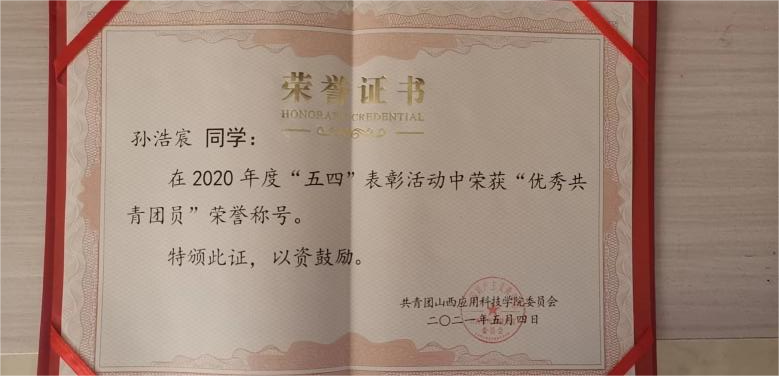 荣誉证书
HONORARY CREDENTIAL
孙浩宸 同学：
在2020年度“五四”表彰活动中荣获“优秀共
青团员”荣誉称号。
特颁此证，以资鼓励。
共青团山西应用科技学院委员会
二〇二一年五月四日